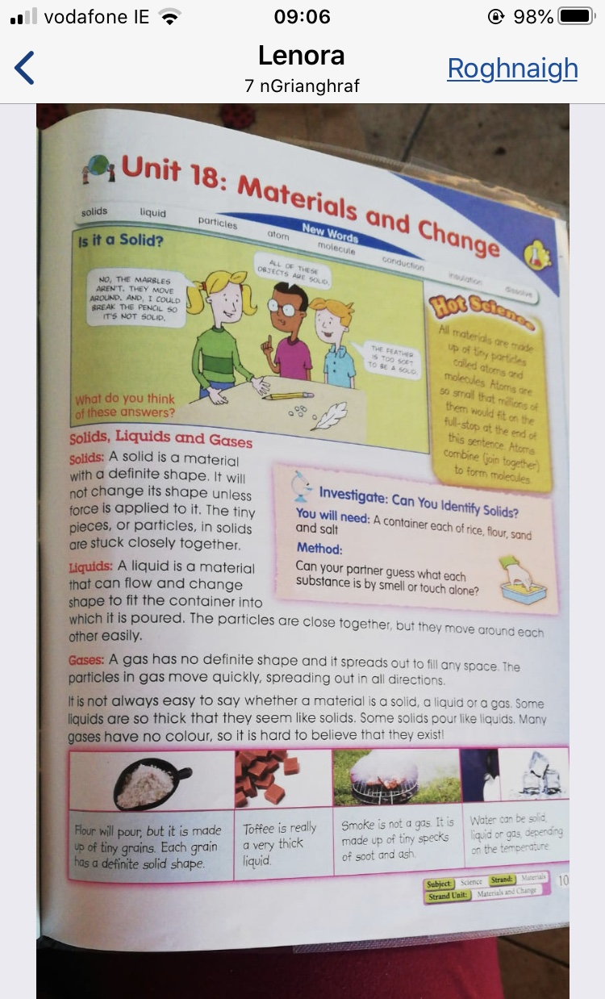 vodafone IE
09:06
98%
Lenora
7 nGrianghraf
Roghnaigh
Unit 18: Materials and Change
New Words
solids liquid particles atom molecule conduction insulation dissolve
Is it a Solid?
NO, THE MARBLES
AREN'T. THEY MOVE
AROUND. AND, I COULD
BREAK THE PENCIL SO
IT'S NOT SOLID.
ALL OF THESE
OBJECTS ARE SOLID.
THE FEATHER
IS TOO SOFT
TO BE A SOLID.
What do you think
of these answers?
Hot Science
All materials are made
up of tiny particles
called atoms and
molecules. Atoms are
so small that millions of
them would fit on the
full-stop at the end of
this sentence. Atoms
combine (join together)
to form molecules.
Solids, Liquids and Gases
Solids: A solid is a material
with a definite shape. It will
not change its shape unless
force is applied to it. The tiny
pieces, or particles, in solids
are stuck closely together.
Liquids: A liquid is a material
that can flow and change
shape to fit the container into
which it is poured. The particles are close together, but they move around each
other easily.
Investigate: Can You Identify Solids?
You will need: A container each of rice, flour, sand
and salt
Method:
Can your partner guess what each
substance is by smell or touch alone?
Gases: A gas has no definite shape and it spreads out to fill any space. The
particles in gas move quickly, spreading out in all directions.
It is not always easy to say whether a material is a solid, a liquid or a gas. Some
liquids are so thick that they seem like solids. Some solids pour like liquids. Many
gases have no colour, so it is hard to believe that they exist!
Flour will pour, but it is made
up of tiny grains. Each grain
has a definite solid shape.
Toffee is really
a very thick
liquid.
Smoke is not a gas. It is
made up of tiny specks
of soot and ash.
Water can be solid,
liquid or gas, depending
on the temperature.
Subject: Science Strand: Materials
Strand Unit: Materials and Change